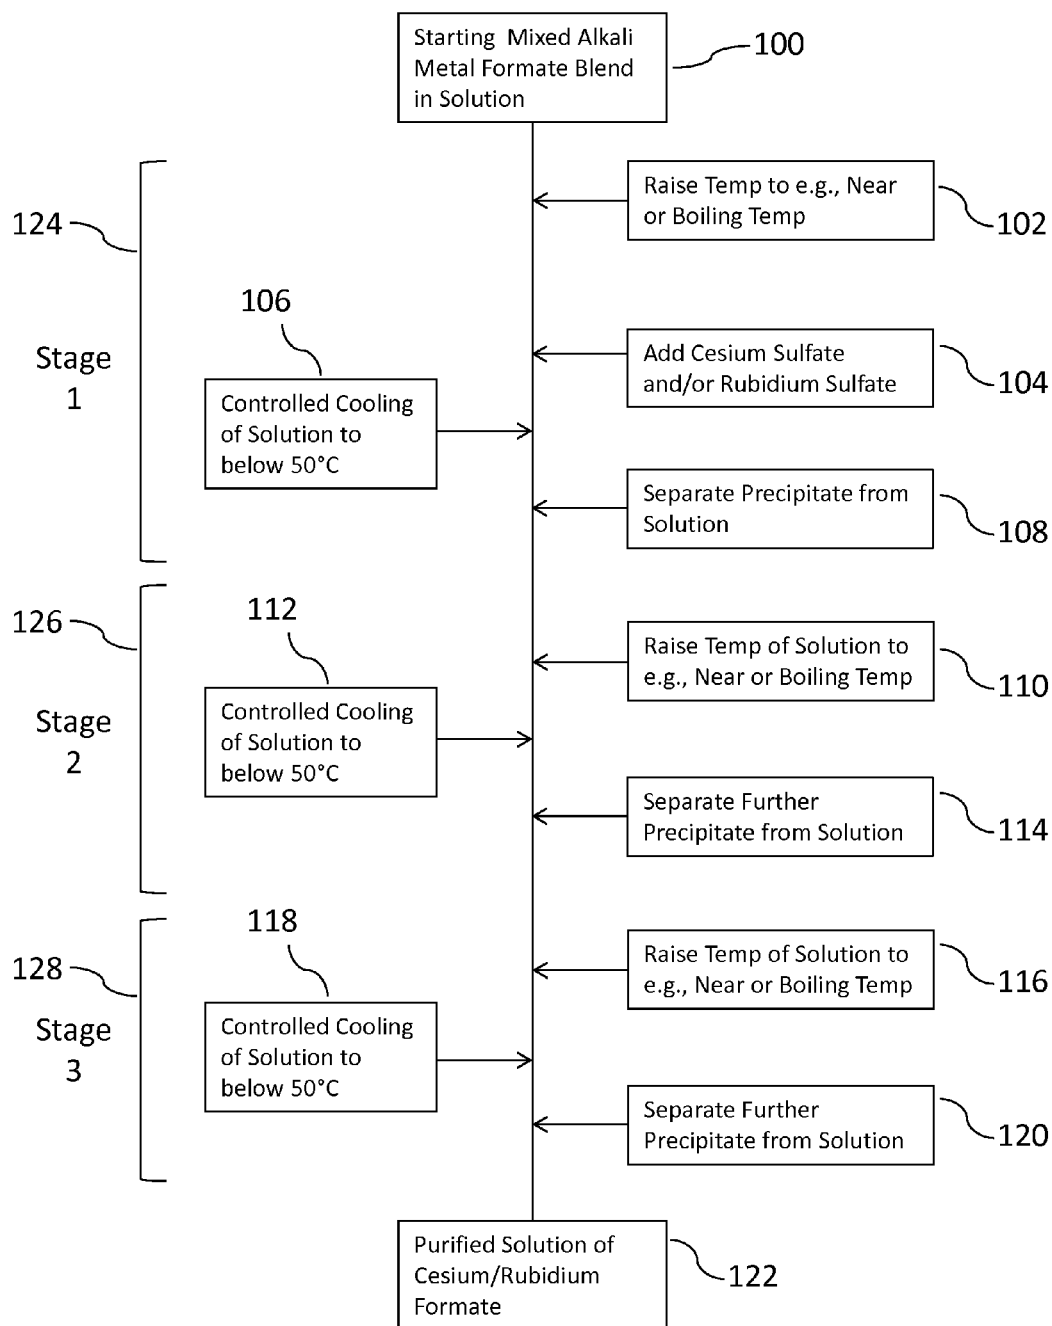 Starting Mixed Alkali
Metal Formate Blend
in Solution
100
Raise Temp to e.g., Near
or Boiling Temp
102
124
Stage
1
106
Add Cesium Sulfate
and/or Rubidium Sulfate
104
Controlled Cooling
of Solution to
below 50°C
Separate Precipitate from
Solution
108
126
Stage
2
112
Raise Temp of Solution to
e.g., Near or Boiling Temp
110
Controlled Cooling
of Solution to
below 50°C
Separate Further
Precipitate from Solution
114
128
Stage
3
118
Raise Temp of Solution to
e.g., Near or Boiling Temp
116
Controlled Cooling
of Solution to
below 50°C
Separate Further
Precipitate from Solution
120
Purified Solution of
Cesium/Rubidium
Formate
122